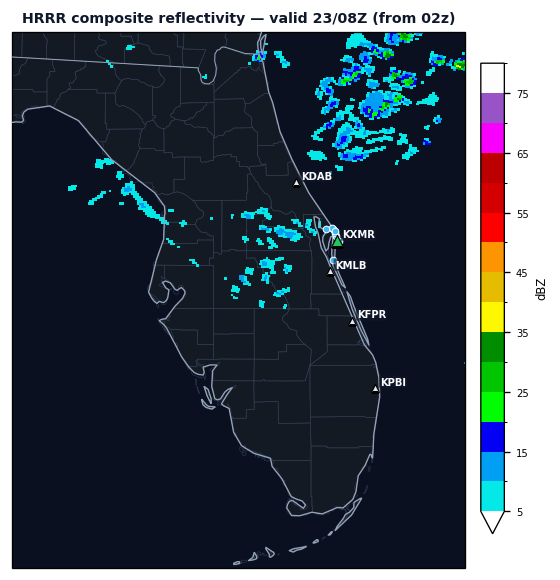 HRRR composite reflectivity — valid 23/08Z (from 02z)
75
65
KDAB
55
KXMR
KMLB
45
dBZ
KFPR
35
KPBI
25
15
5